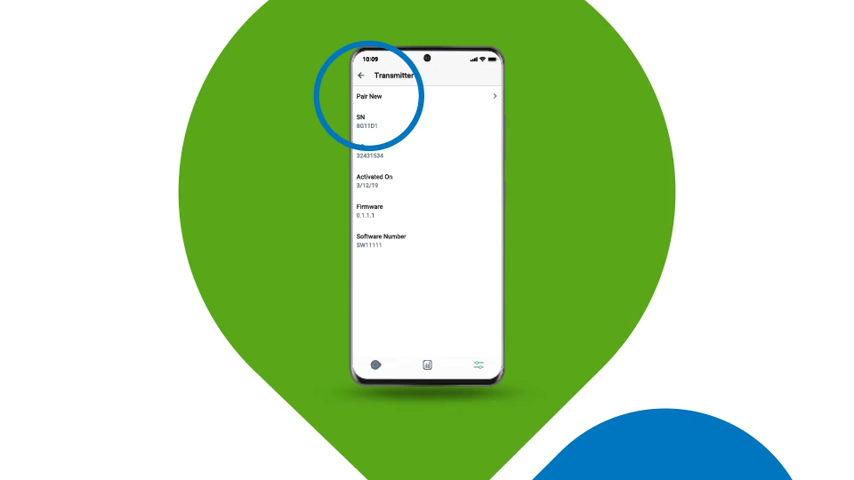 10:09
Transmitter
Pair New
SN
8G11D1
32431534
Activated On
3/12/19
Firmware
0.1.1.1
Software Number
SW11111